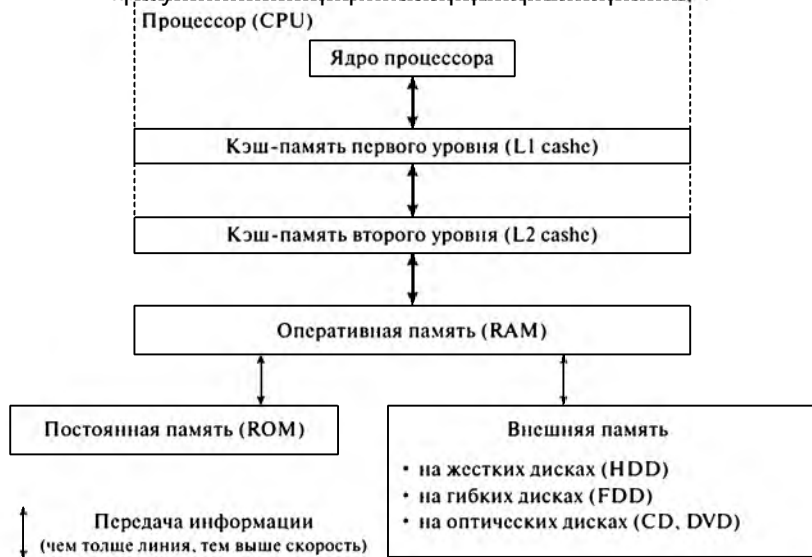 Процессор (CPU)
Ядро процессора
Кэш-память первого уровня (L1 cashe)
Кэш-память второго уровня (L2 cashe)
Оперативная память (RAM)
Постоянная память (ROM)
Внешняя память
• на жестких дисках (HDD)
• на гибких дисках (FDD)
• на оптических дисках (CD, DVD)
Передача информации
(чем толще линия, тем выше скорость)